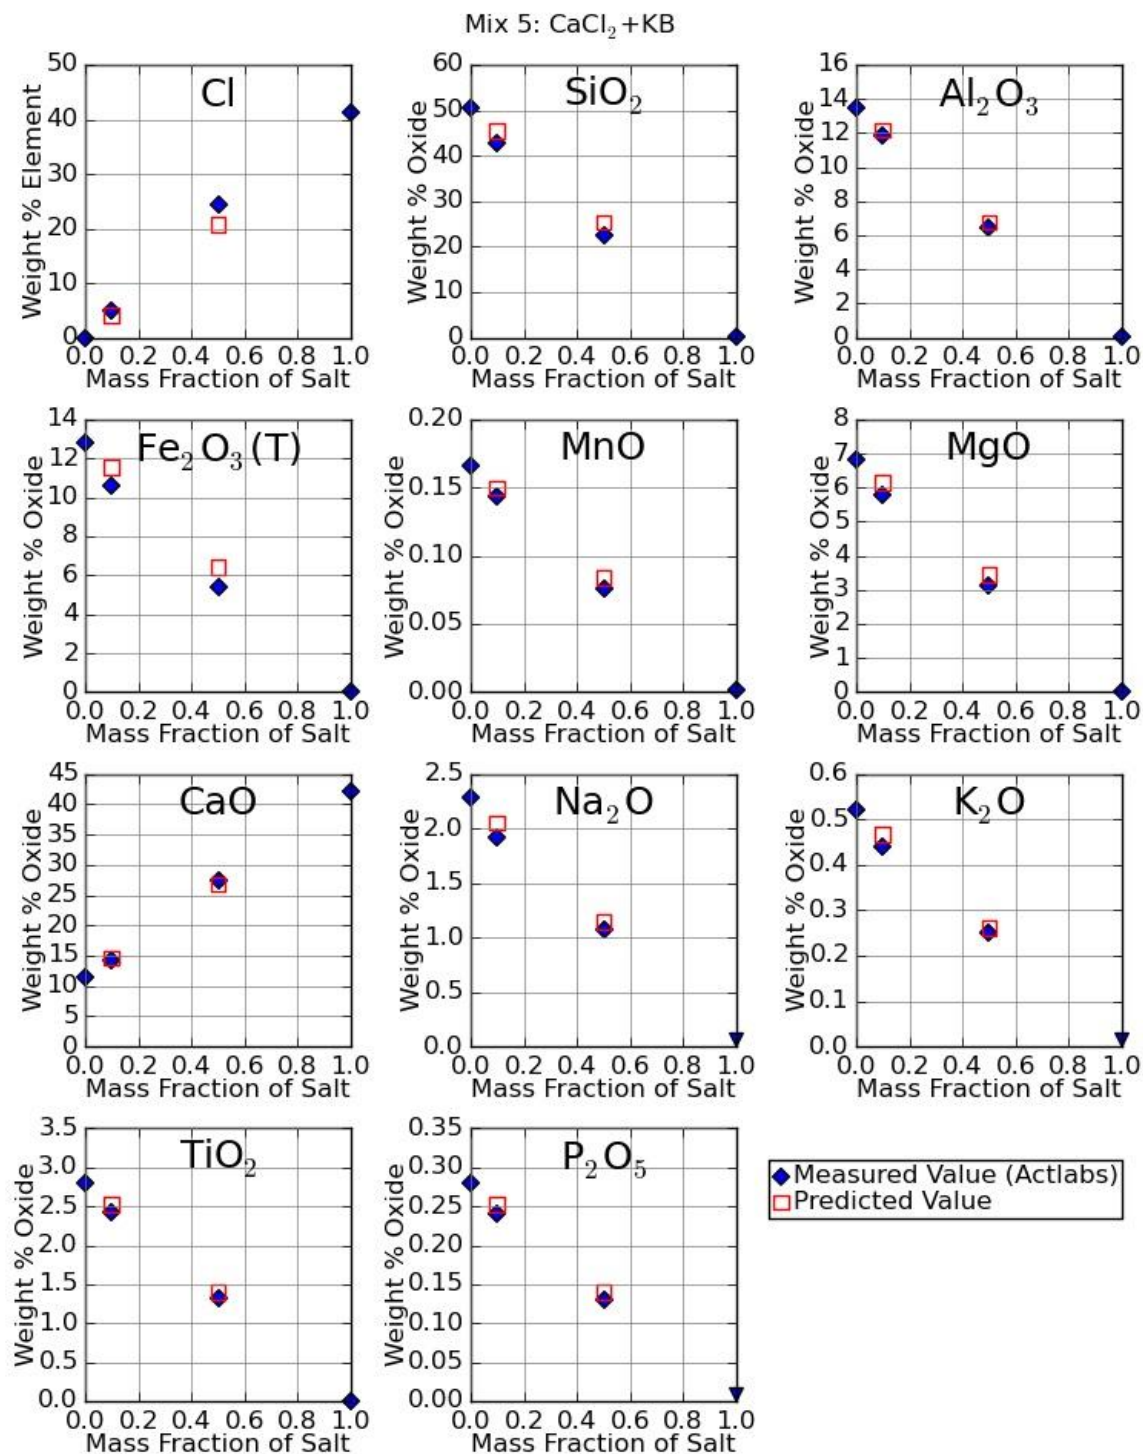 Mix 5: CaCl₂+KB
50
40
30
20
10
0
Weight % Element
Cl
0.0 0.2 0.4 0.6 0.8 1.0
Mass Fraction of Salt
60
50
40
30
20
10
0
Weight % Oxide
SiO₂
0.0 0.2 0.4 0.6 0.8 1.0
Mass Fraction of Salt
16
14
12
10
8
6
4
2
0
Weight % Oxide
Al₂O₃
0.0 0.2 0.4 0.6 0.8 1.0
Mass Fraction of Salt
14
12
10
8
6
4
2
0
Weight % Oxide
Fe₂O₃(T)
0.0 0.2 0.4 0.6 0.8 1.0
Mass Fraction of Salt
0.20
0.15
0.10
0.05
0.00
Weight % Oxide
MnO
0.0 0.2 0.4 0.6 0.8 1.0
Mass Fraction of Salt
8
7
6
5
4
3
2
1
0
Weight % Oxide
MgO
0.0 0.2 0.4 0.6 0.8 1.0
Mass Fraction of Salt
45
40
35
30
25
20
15
10
5
0
Weight % Oxide
CaO
0.0 0.2 0.4 0.6 0.8 1.0
Mass Fraction of Salt
2.5
2.0
1.5
1.0
0.5
0.0
Weight % Oxide
Na₂O
0.0 0.2 0.4 0.6 0.8 1.0
Mass Fraction of Salt
0.6
0.5
0.4
0.3
0.2
0.1
0.0
Weight % Oxide
K₂O
0.0 0.2 0.4 0.6 0.8 1.0
Mass Fraction of Salt
3.5
3.0
2.5
2.0
1.5
1.0
0.5
0.0
Weight % Oxide
TiO₂
0.0 0.2 0.4 0.6 0.8 1.0
Mass Fraction of Salt
0.35
0.30
0.25
0.20
0.15
0.10
0.05
0.00
Weight % Oxide
P₂O₅
0.0 0.2 0.4 0.6 0.8 1.0
Mass Fraction of Salt
Measured Value (Actlabs)
Predicted Value